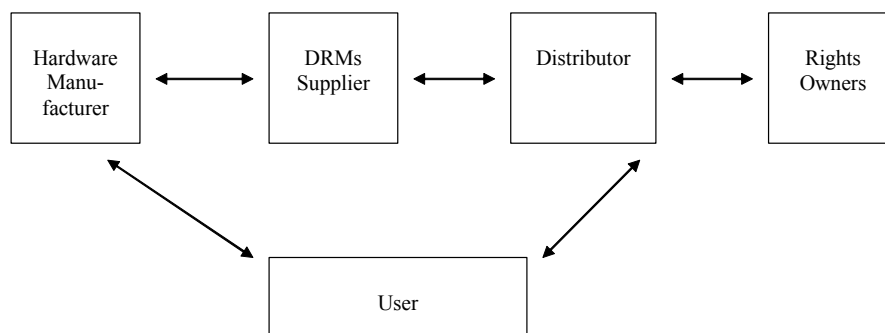 Hardware
Manu-
facturer
DRMs
Supplier
Distributor
Rights
Owners
User